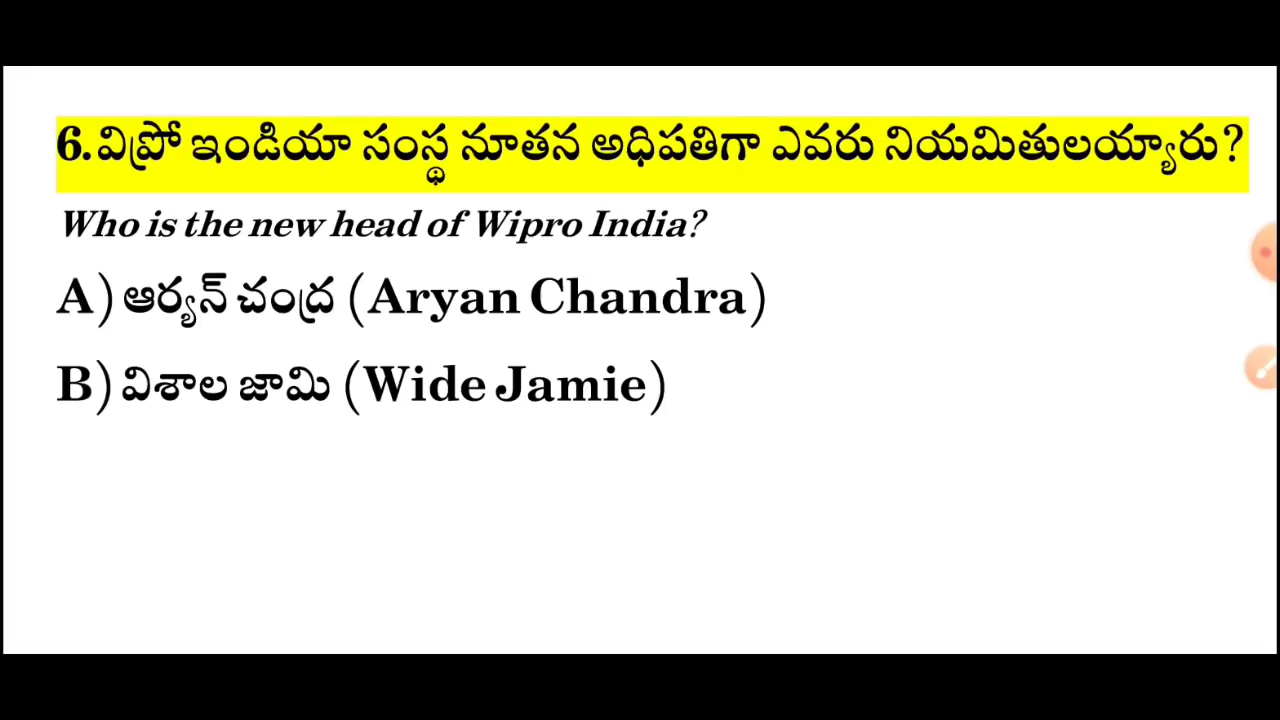 6.విప్రో ఇండియా సంస్థ నూతన అధిపతిగా ఎవరు నియమితులయ్యారు?
Who is the new head of Wipro India?
A) ఆర్యన్ చంద్ర (Aryan Chandra)
B) విశాల జామి (Wide Jamie)